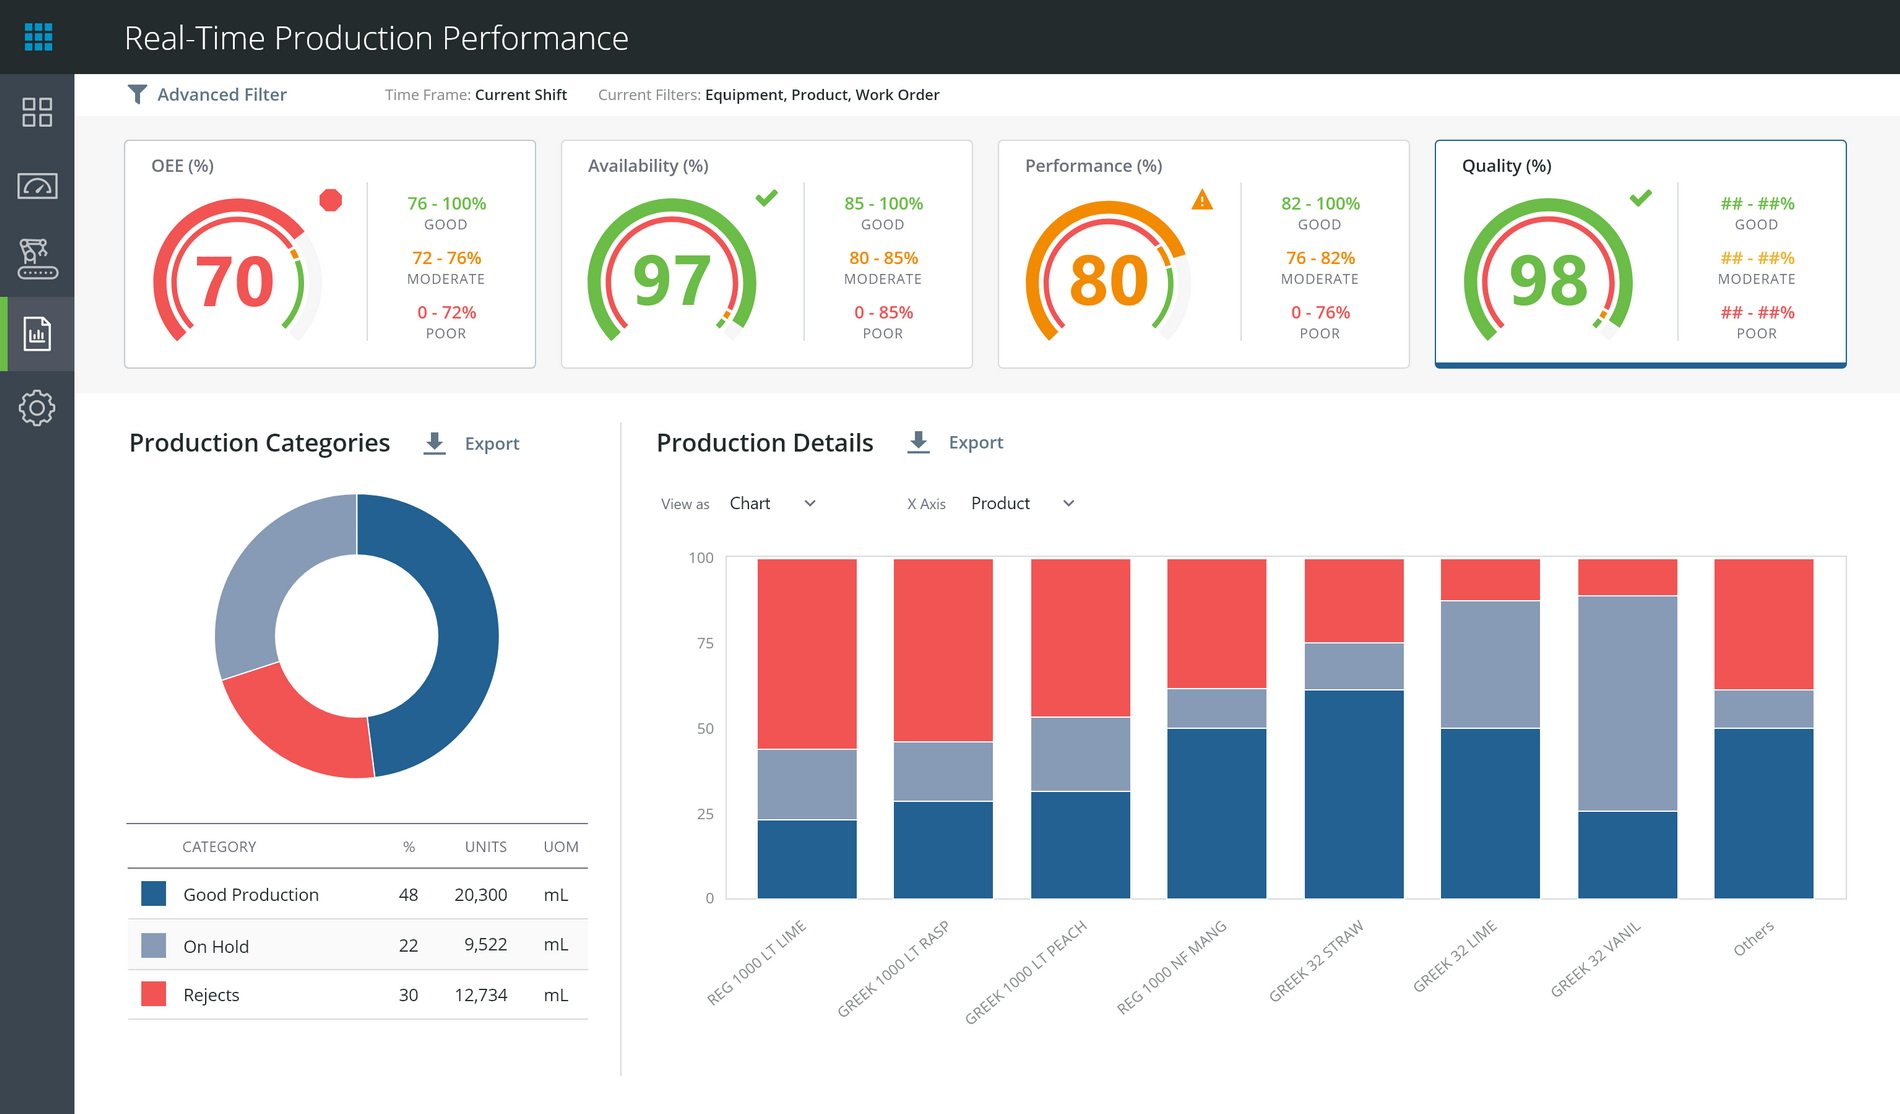 Real-Time Production Performance
Advanced Filter
Time Frame: Current Shift
Current Filters: Equipment, Product, Work Order
OEE (%)
70
76 - 100%
GOOD
72 - 76%
MODERATE
0 - 72%
POOR
Availability (%)
97
85 - 100%
GOOD
80 - 85%
MODERATE
0 - 85%
POOR
Performance (%)
80
82 - 100%
GOOD
76 - 82%
MODERATE
0 - 76%
POOR
Quality (%)
98
## - ##%
GOOD
## - ##%
MODERATE
## - ##%
POOR
Production Categories
Export
CATEGORY % UNITS UOM
Good Production 48 20,300 mL
On Hold 22 9,522 mL
Rejects 30 12,734 mL
Production Details
Export
View as Chart
X Axis Product
100
75
50
25
0
REG 1000 LT LIME
GREEK 1000 LT RASP
GREEK 1000 LT PEACH
REG 1000 NF MANG
GREEK 32 STRAW
GREEK 32 LIME
GREEK 32 VANIL
Others